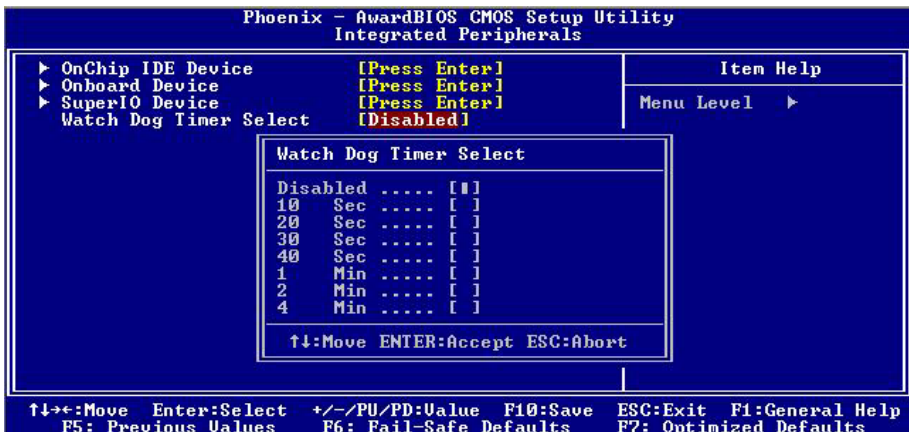 Phoenix - AwardBIOS CMOS Setup Utility
Integrated Peripherals
▶ OnChip IDE Device [Press Enter]
▶ Onboard Device [Press Enter]
▶ SuperIO Device [Press Enter]
Watch Dog Timer Select [Disabled]
Item Help
Menu Level ▶
Watch Dog Timer Select
Disabled ..... [■]
10 Sec ..... [ ]
20 Sec ..... [ ]
30 Sec ..... [ ]
40 Sec ..... [ ]
1 Min ..... [ ]
2 Min ..... [ ]
4 Min ..... [ ]
↑↓:Move ENTER:Accept ESC:Abort
↑↓→←:Move Enter:Select +/-/PU/PD:Value F10:Save ESC:Exit F1:General Help
F5: Previous Values F6: Fail-Safe Defaults F7: Optimized Defaults